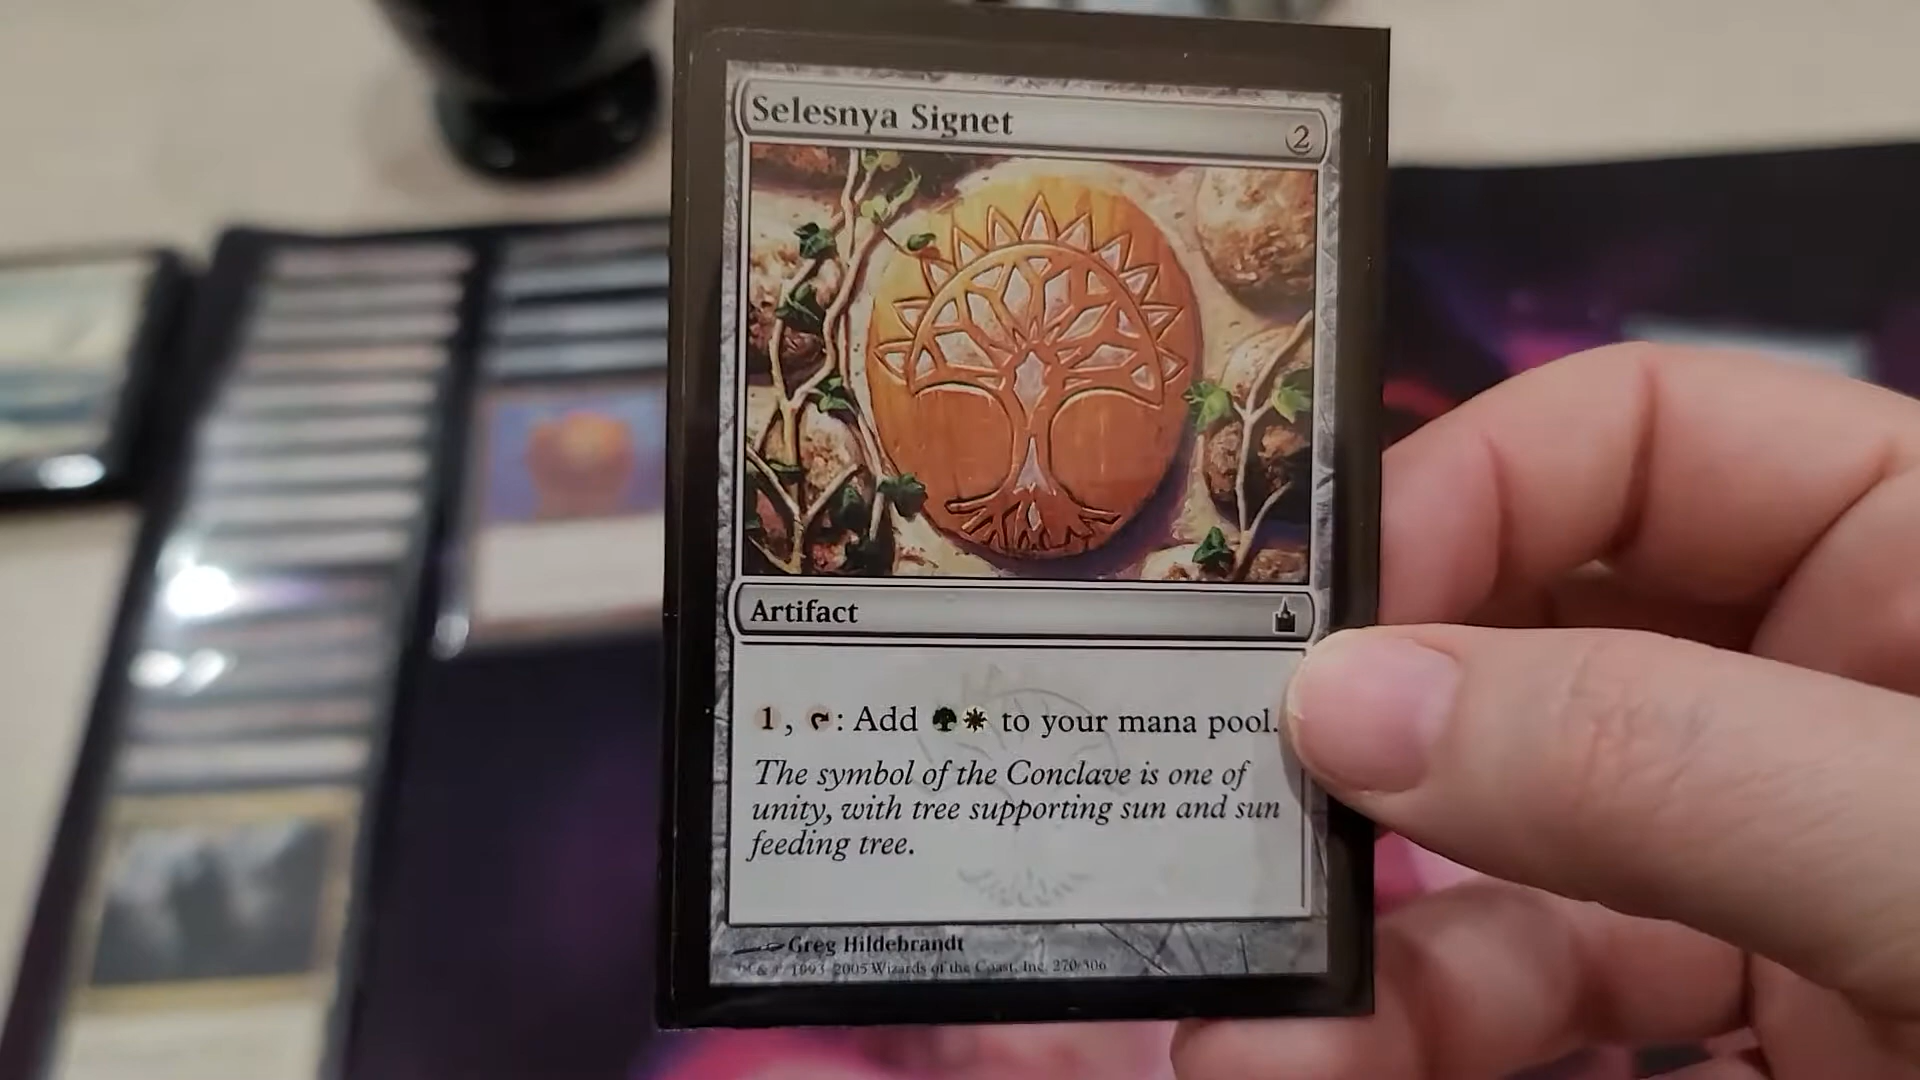 Selesnya Signet 2
Artifact
1, : Add to your mana pool.
The symbol of the Conclave is one of
unity, with tree supporting sun and sun
feeding tree.
Greg Hildebrandt
™ & © 1993-2005 Wizards of the Coast, Inc. 270/306